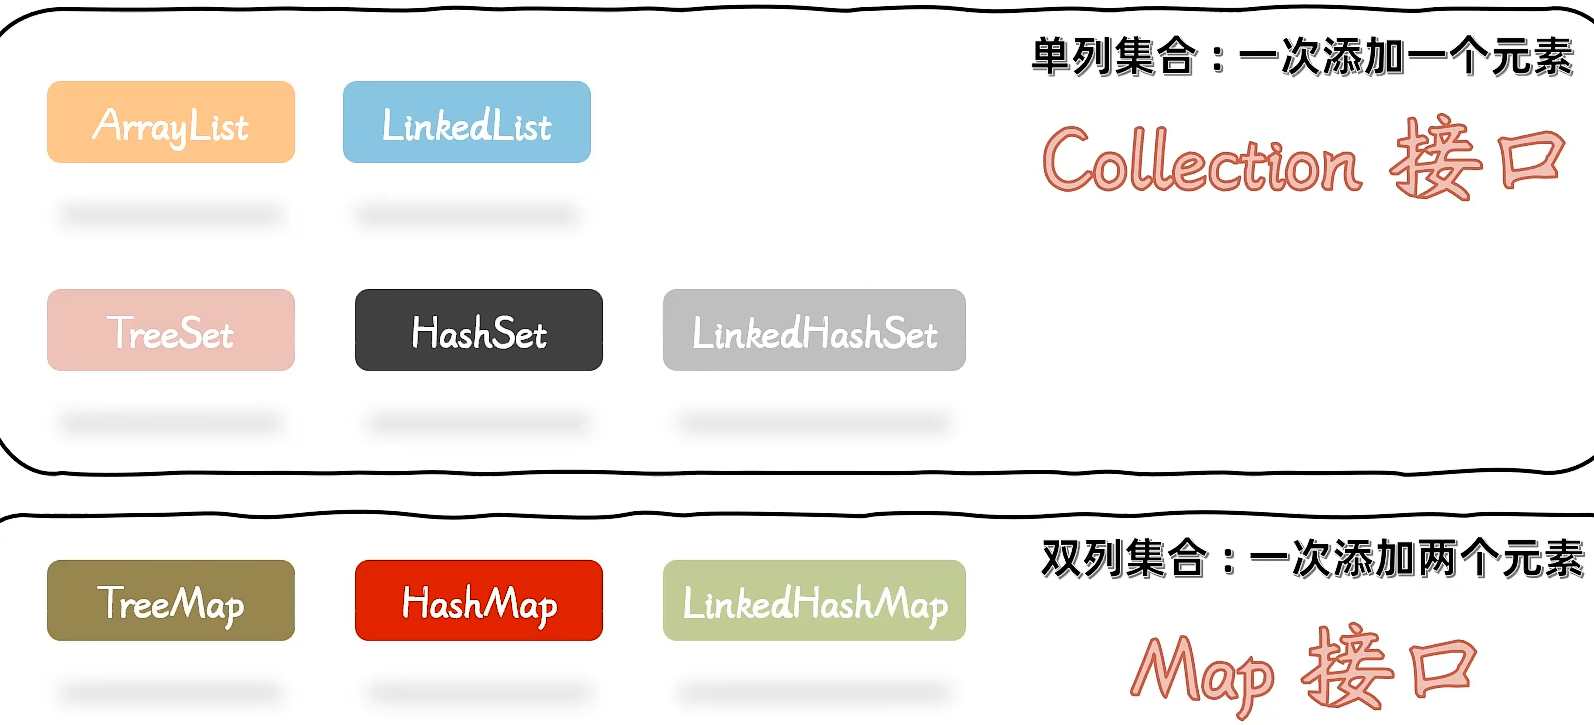 单列集合：一次添加一个元素
ArrayList
LinkedList
Collection 接口
TreeSet
HashSet
LinkedHashSet
双列集合：一次添加两个元素
TreeMap
HashMap
LinkedHashMap
Map 接口